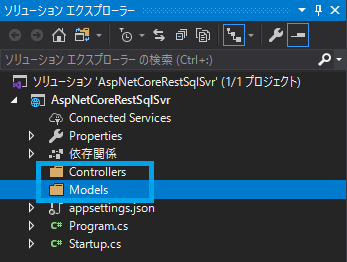 ソリューション エクスプローラー
ソリューション エクスプローラー の検索 (Ctrl+:)
ソリューション 'AspNetCoreRestSqlSvr' (1/1 プロジェクト)
AspNetCoreRestSqlSvr
Connected Services
Properties
依存関係
Controllers
Models
appsettings.json
C# Program.cs
C# Startup.cs